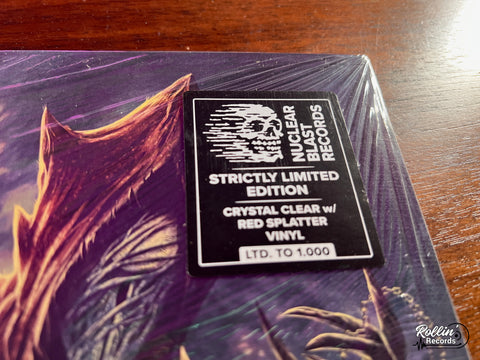 NUCLEAR
BLAST
RECORDS
STRICTLY LIMITED
EDITION
CRYSTAL CLEAR w/
RED SPLATTER
VINYL
LTD. TO 1.000
Rollin'
Records